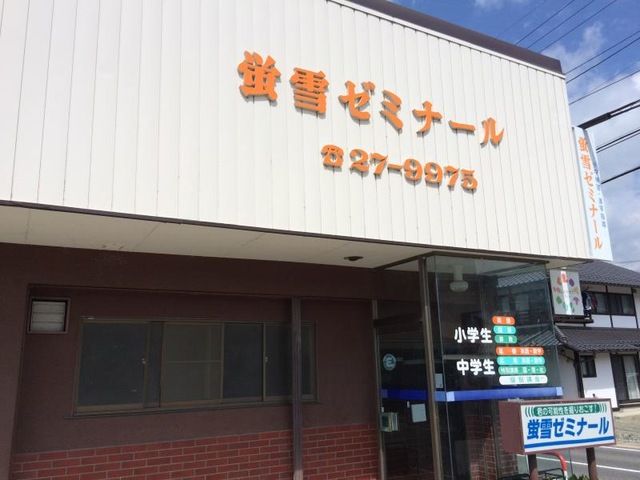 蛍雪ゼミナール
☎27-9975
蛍雪ゼミナール
小学生
中学生
君の可能性を掘りおこす!
蛍雪ゼミナール